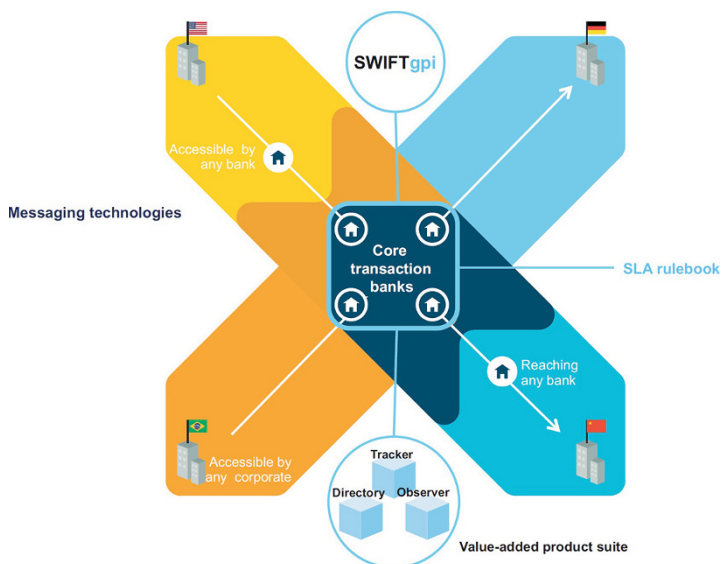 SWIFTgpi
Accessible by
any bank
Messaging technologies
Core
transaction
banks
SLA rulebook
Reaching
any bank
Accessible by
any corporate
Tracker
Directory
Observer
Value-added product suite